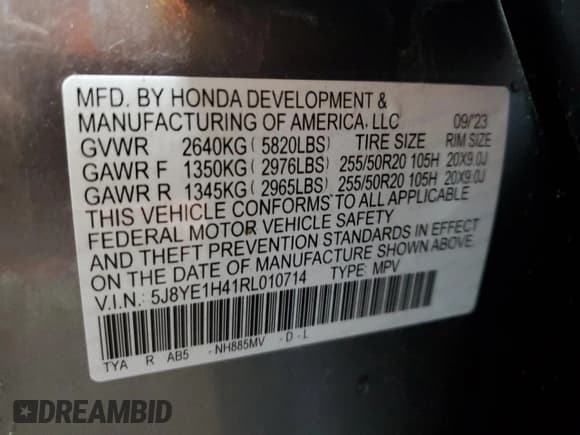 MFD. BY HONDA DEVELOPMENT &
MANUFACTURING OF AMERICA, LLC 09/'23
GVWR 2640KG ( 5820LBS) TIRE SIZE RIM SIZE
GAWR F 1350KG ( 2976LBS) 255/50R20 105H 20X9.0J
GAWR R 1345KG ( 2965LBS) 255/50R20 105H 20X9.0J
THIS VEHICLE CONFORMS TO ALL APPLICABLE
FEDERAL MOTOR VEHICLE SAFETY
AND THEFT PREVENTION STANDARDS IN EFFECT
ON THE DATE OF MANUFACTURE SHOWN ABOVE.
V.I.N.: 5J8YE1H41RL010714 TYPE: MPV
TYA R AB5 -NH885MV -D-L
DREAMBID